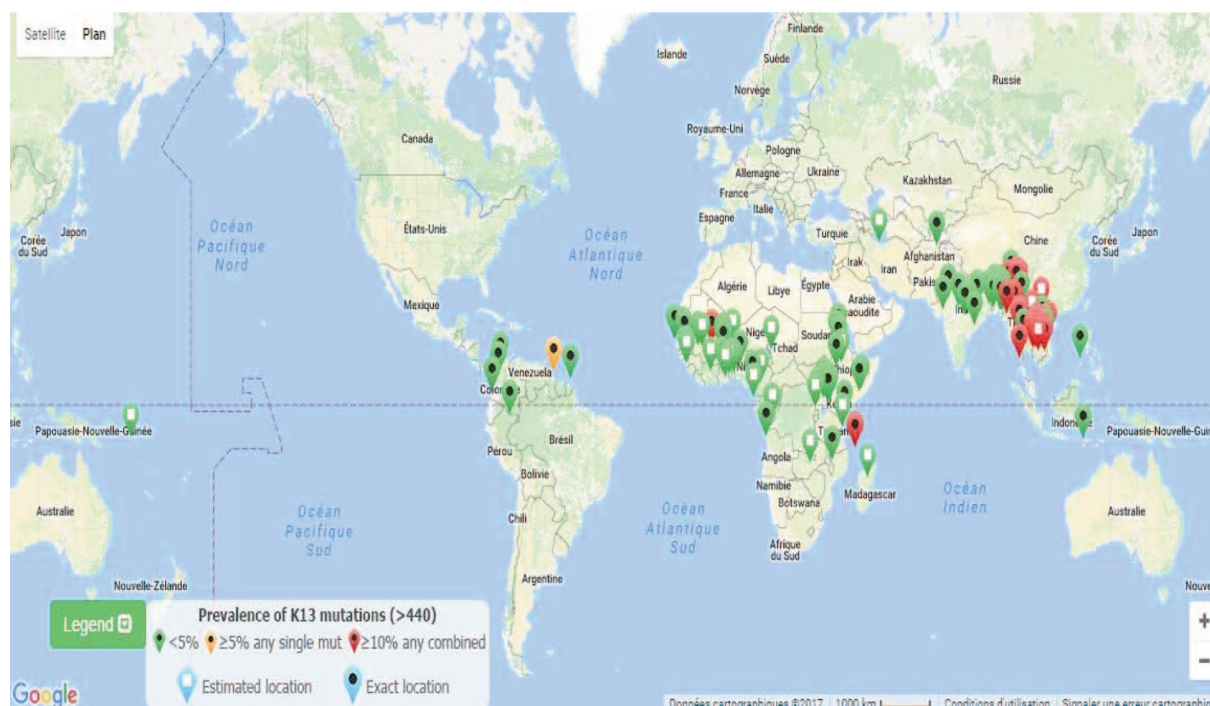 Satellite Plan
Finlande
Islande
Suède
Russie
Norvège
Canada
Royaume-Uni
Pologne
Allemagne
Ukraine
Kazakhstan
Mongolie
France
Océan
Pacifique
Nord
États-Unis
Espagne
Italie
Turquie
Japon
Corée
du Sud
Océan
Atlantique
Nord
Chine
Corée
du Sud
Japon
Irak
Iran
Afghanistan
Mexique
Algérie
Libye
Égypte
Arabie
Tchad
Venezuela
Papouasie-Nouvelle-Guinée
Papouasie-Nouvelle-Gui
Brésil
Pérou
Bolivie
Angola
Namibie
Botswana
Madagascar
Océan
Indien
Australie
Océan
Pacifique
Sud
Chili
Océan
Atlantique
Sud
Afrique
du Sud
Australie
Argentine
Nouvelle-Zélande
Legend
Prevalence of K13 mutations (>440)
<5% ≥5% any single mut ≥10% any combined
Estimated location Exact location
Google
Données cartographiques ©2017 1000 km Conditions d'utilisation Signaler une erreur cartographiq